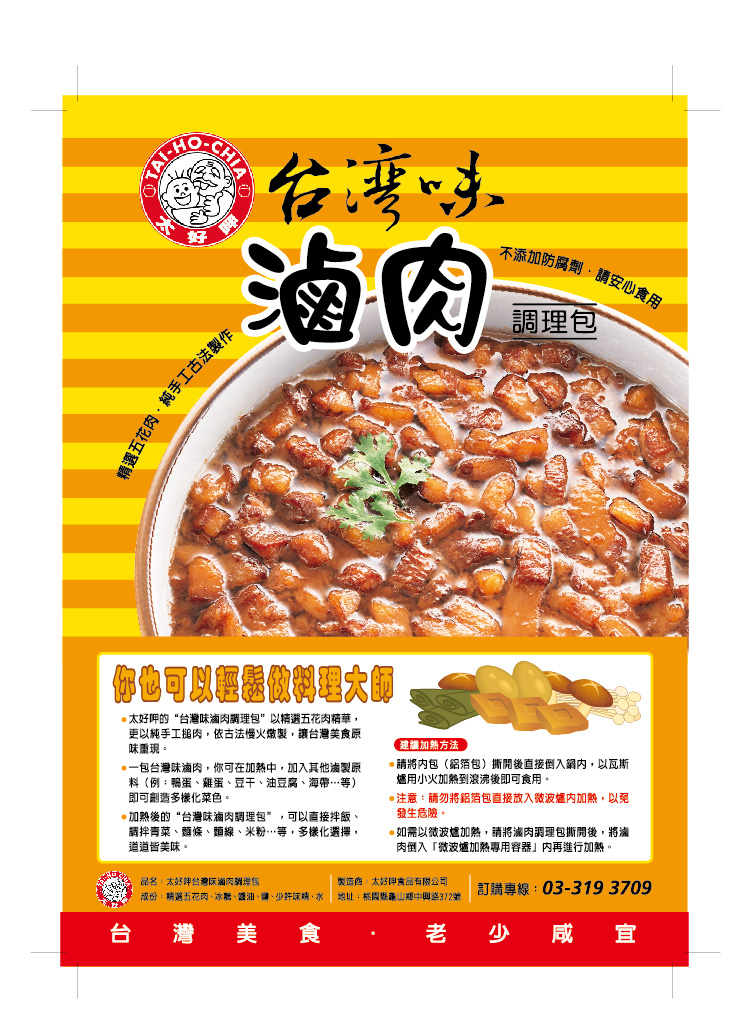 TAI-HO-CHIA
太好呷
台湾味
滷肉
調理包
不添加防腐劑．請安心食用
精選五花肉．純手工古法製作
你也可以輕鬆做料理大師
●太好呷的“台灣味滷肉調理包”以精選五花肉精華，
更以純手工搥肉，依古法慢火燉製，讓台灣美食原
味重現。
●一包台灣味滷肉，你可在加熱中，加入其他滷製原
料（例：鴨蛋、雞蛋、豆干、油豆腐、海帶…等）
即可創造多樣化菜色。
●加熱後的“台灣味滷肉調理包”，可以直接拌飯、
調拌青菜、麵條、麵線、米粉…等，多樣化選擇，
道道皆美味。
建議加熱方法
●請將內包（鋁箔包）撕開後直接倒入鍋內，以瓦斯
爐用小火加熱到滾沸後即可食用。
●注意：請勿將鋁箔包直接放入微波爐內加熱，以免
發生危險。
●如需以微波爐加熱，請將滷肉調理包撕開後，將滷
肉倒入「微波爐加熱專用容器」內再進行加熱。
品名：太好呷台灣味滷肉調理包
成份：精選五花肉、冰糖、醬油、鹽、少許味精、水
製造商：太好呷食品有限公司
地址：桃園縣龜山鄉中興路372號
訂購專線：03-319 3709
台灣美食．老少咸宜